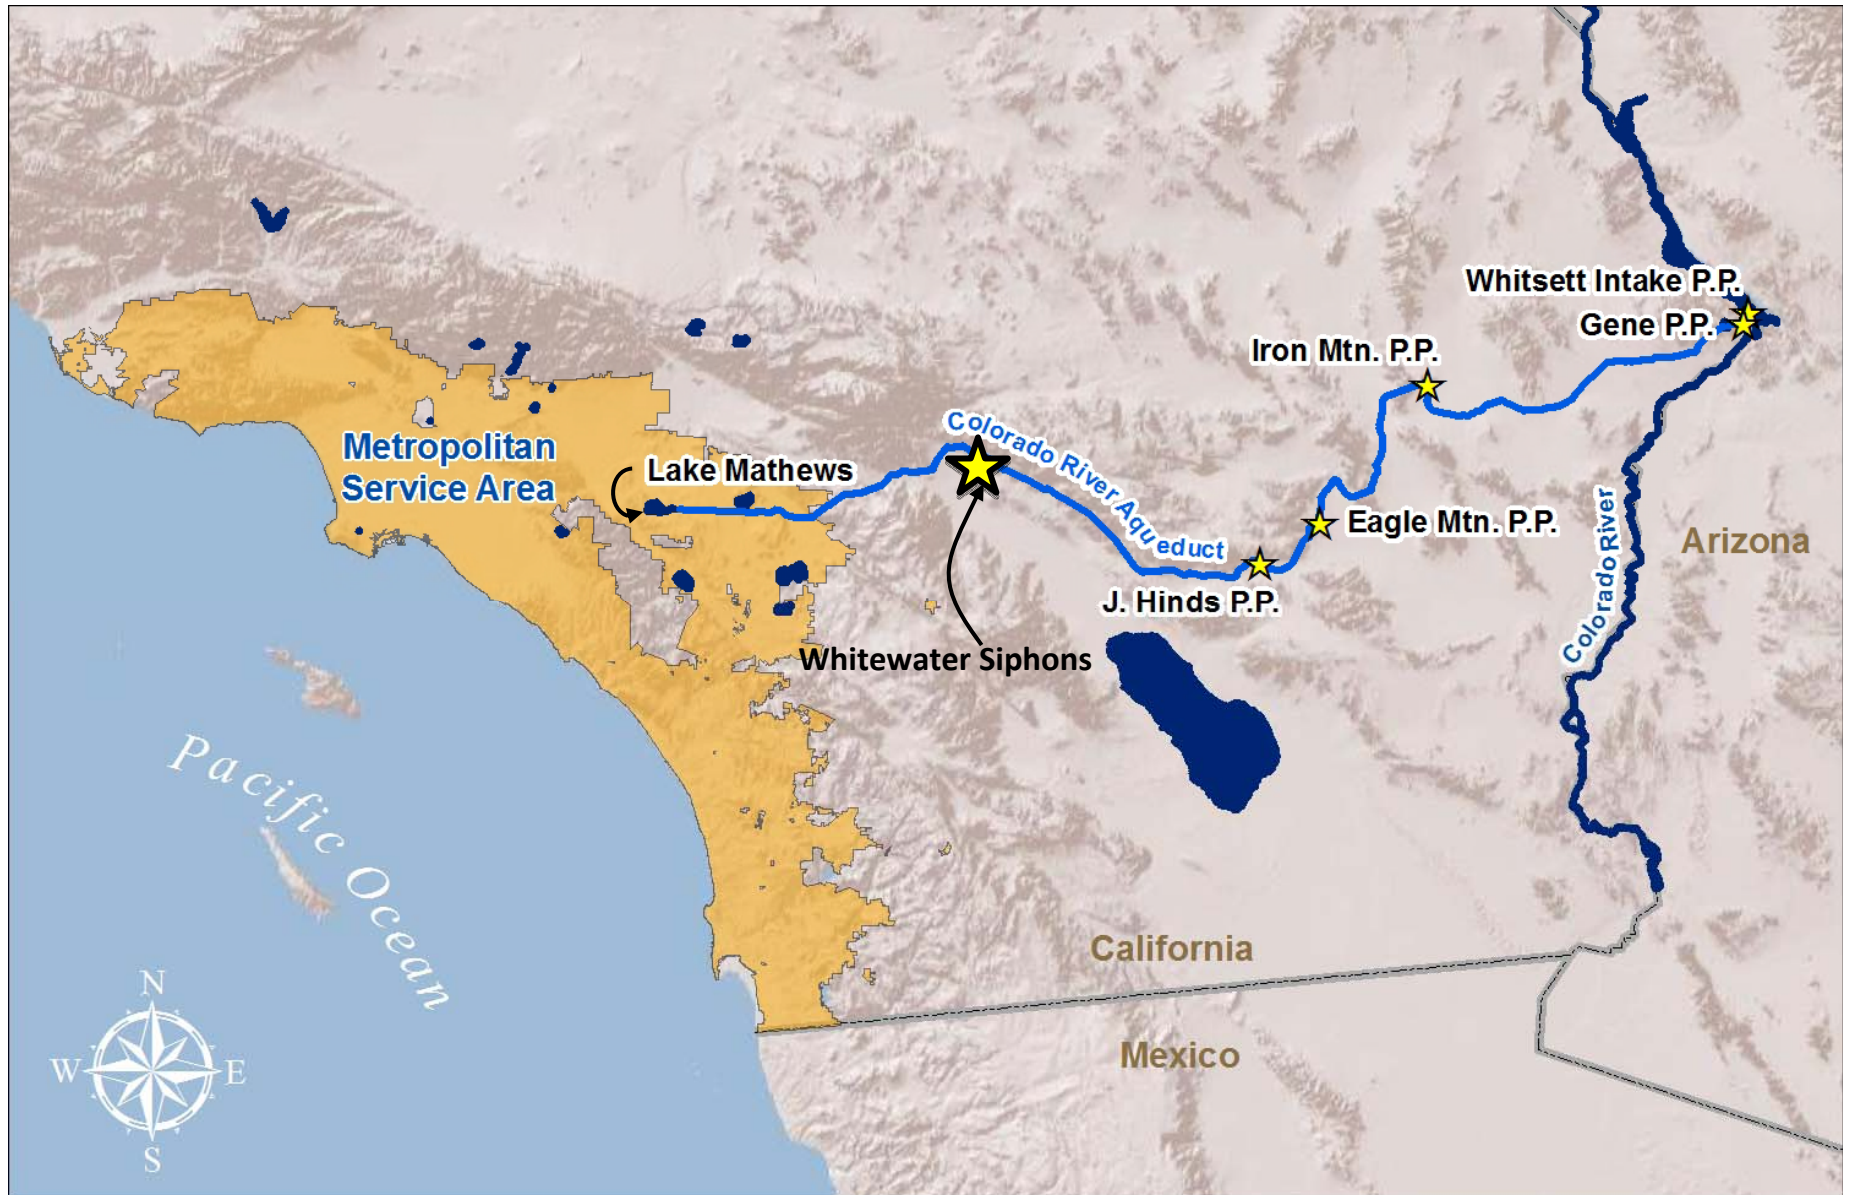 Whitsett Intake P.P.
Gene P.P.
Iron Mtn. P.P.
Colorado River Aqueduct
Metropolitan
Service Area
Lake Mathews
Eagle Mtn. P.P.
Arizona
Colorado River
J. Hinds P.P.
Whitewater Siphons
Pacific Ocean
California
Mexico
N
W
E
S